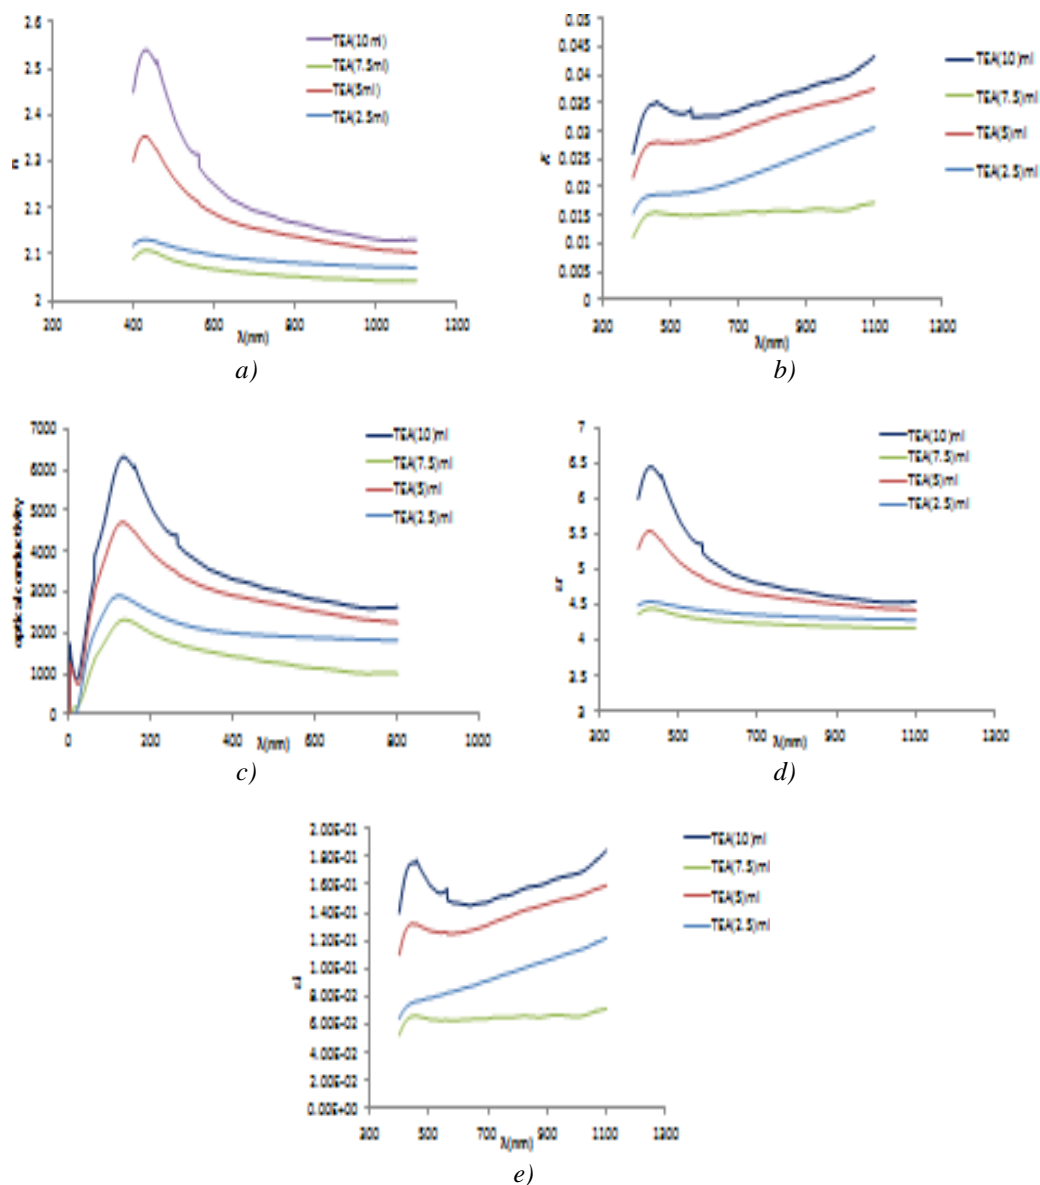 2.6
2.5
2.4
2.3
2.2
2.1
2
n
200 400 600 800 1000 1200
λ(nm)
TEA(10ml)
TEA(7.5ml)
TEA(5ml)
TEA(2.5ml)
a)
0.05
0.045
0.04
0.035
0.03
0.025
0.02
0.015
0.01
0.005
0
K
300 500 700 900 1100 1300
λ(nm)
TEA(10)ml
TEA(7.5)ml
TEA(5)ml
TEA(2.5)ml
b)
7000
6000
5000
4000
3000
2000
1000
0
optical conductivity
0 200 400 600 800 1000
λ(nm)
TEA(10)ml
TEA(7.5)ml
TEA(5)ml
TEA(2.5)ml
c)
7
6.5
6
5.5
5
4.5
4
3.5
3
εr
300 500 700 900 1100 1300
λ(nm)
TEA(10)ml
TEA(7.5)ml
TEA(5)ml
TEA(2.5)ml
d)
2.00E-01
1.80E-01
1.60E-01
1.40E-01
1.20E-01
1.00E-01
8.00E-02
6.00E-02
4.00E-02
2.00E-02
0.00E+00
εi
300 500 700 900 1100 1300
λ(nm)
TEA(10)ml
TEA(7.5)ml
TEA(5)ml
TEA(2.5)ml
e)